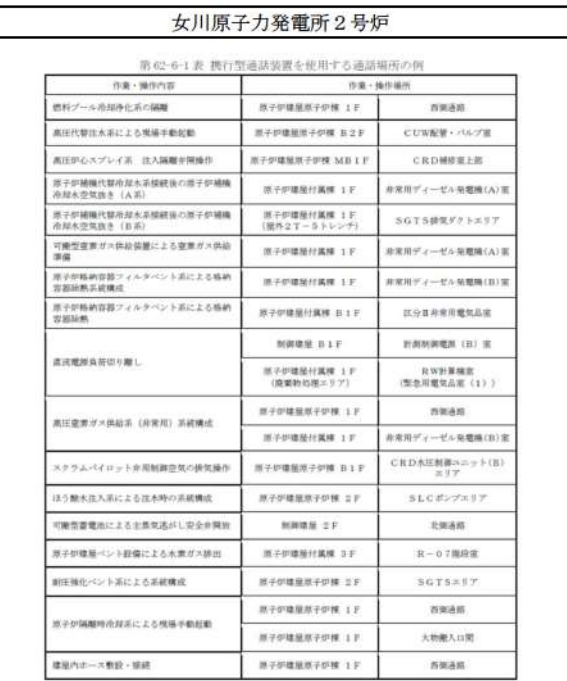 女川原子力発電所２号炉
第 62-6-1 表 携行型通話装置を使用する通話場所の例
作業・操作内容 作業・操作場所
燃料プール冷却浄化系の隔離 原子炉建屋原子炉棟 １Ｆ 西側通路
高圧代替注水系による現場手動起動 原子炉建屋原子炉棟 Ｂ２Ｆ ＣＵＷ配管・バルブ室
高圧炉心スプレイ系 注入隔離弁開操作 原子炉建屋原子炉棟 ＭＢ１Ｆ ＣＲＤ補修室上部
原子炉補機代替冷却水系接続後の原子炉補機
冷却水空気抜き（Ａ系） 原子炉建屋付属棟 １Ｆ 非常用ディーゼル発電機(Ａ)室
原子炉補機代替冷却水系接続後の原子炉補機
冷却水空気抜き（Ｂ系） 原子炉建屋付属棟 １Ｆ
（屋外２Ｔ－５トレンチ） ＳＧＴＳ排気ダクトエリア
可搬型窒素ガス供給装置による窒素ガス供給
準備 原子炉建屋付属棟 １Ｆ 非常用ディーゼル発電機(Ａ)室
原子炉格納容器フィルタベント系による格納
容器除熱系統構成 原子炉建屋付属棟 １Ｆ 非常用ディーゼル発電機(Ｂ)室
原子炉格納容器フィルタベント系による格納
容器除熱 原子炉建屋付属棟 Ｂ１Ｆ 区分Ⅱ非常用電気品室
直流電源負荷切り離し 制御建屋 Ｂ１Ｆ 計測制御電源（Ｂ）室
原子炉建屋付属棟 １Ｆ
（廃棄物処理エリア） ＲＷ計算機室
（緊急用電気品室（１））
高圧窒素ガス供給系（非常用）系統構成 原子炉建屋原子炉棟 １Ｆ 西側通路
原子炉建屋付属棟 １Ｆ 非常用ディーゼル発電機(Ｂ)室
スクラムパイロット弁用制御空気の排気操作 原子炉建屋原子炉棟 Ｂ１Ｆ ＣＲＤ水圧制御ユニット(Ｂ)
エリア
ほう酸水注入系による注水時の系統構成 原子炉建屋原子炉棟 ２Ｆ ＳＬＣポンプエリア
可搬型蓄電池による主蒸気逃がし安全弁開放 制御建屋 ２Ｆ 北側通路
原子炉建屋ベント設備による水素ガス排出 原子炉建屋付属棟 ３Ｆ Ｒ－０７階段室
耐圧強化ベント系による系統構成 原子炉建屋原子炉棟 ２Ｆ ＳＧＴＳエリア
原子炉隔離時冷却系による現場手動起動 原子炉建屋原子炉棟 １Ｆ 西側通路
原子炉建屋原子炉棟 １Ｆ 大物搬入口間
建屋内ホース敷設・接続 原子炉建屋原子炉棟 １Ｆ 西側通路